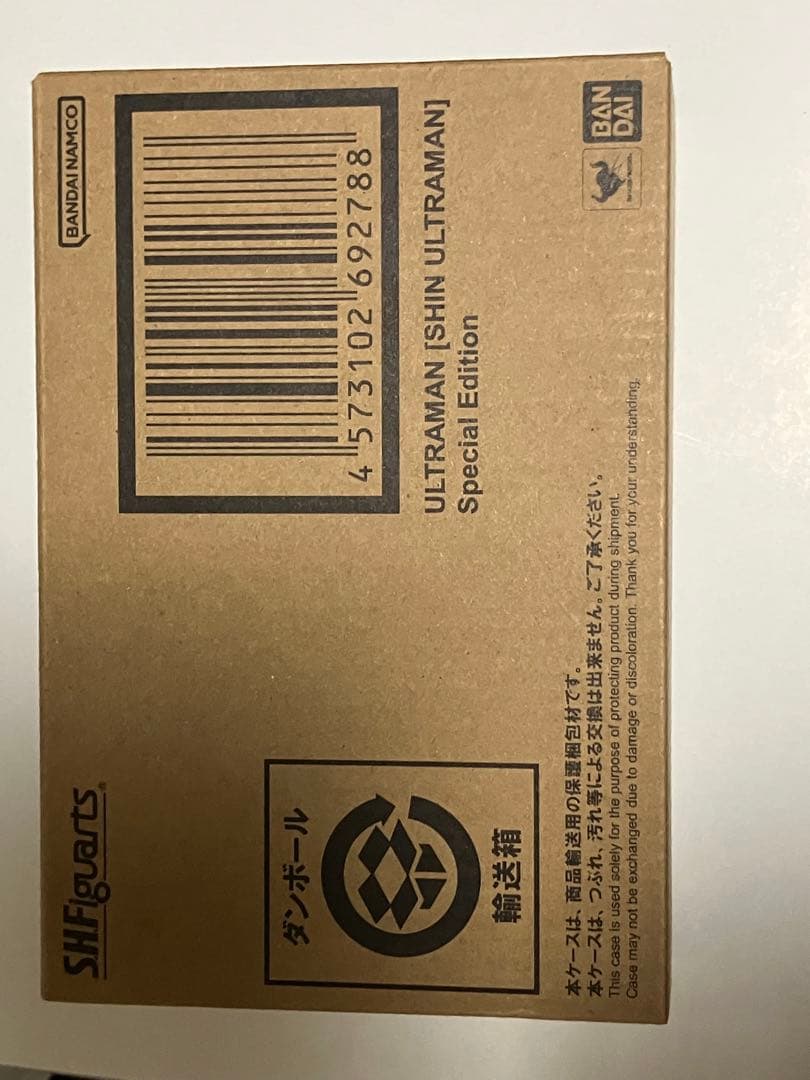 S.H.Figuarts®
BANDAI NAMCO
4 573102 692788
ULTRAMAN [SHIN ULTRAMAN]
Special Edition
ダンボール
輸送箱
本ケースは、商品輸送用の保護梱包材です。
本ケースは、つぶれ、汚れ等による交換は出来ません。ご了承ください。
This case is used solely for the purpose of protecting product during shipment.
Case may not be exchanged due to damage or discoloration. Thank you for your understanding.
BAN
DAI